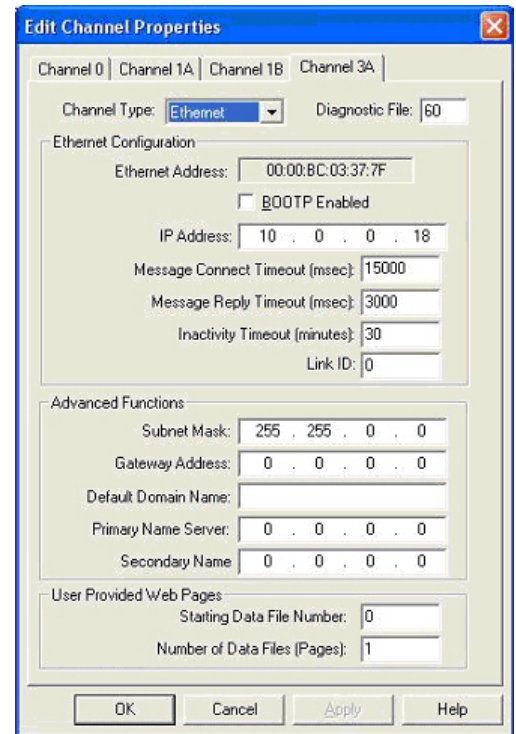 Edit Channel Properties
Channel 0 Channel 1A Channel 1B Channel 3A
Channel Type: Ethernet Diagnostic File: 60
Ethernet Configuration
Ethernet Address: 00:00:BC:03:37:7F
BOOTP Enabled
IP Address: 10 . 0 . 0 . 18
Message Connect Timeout (msec): 15000
Message Reply Timeout (msec): 3000
Inactivity Timeout (minutes): 30
Link ID: 0
Advanced Functions
Subnet Mask: 255 . 255 . 0 . 0
Gateway Address: 0 . 0 . 0 . 0
Default Domain Name:
Primary Name Server: 0 . 0 . 0 . 0
Secondary Name 0 . 0 . 0 . 0
User Provided Web Pages
Starting Data File Number: 0
Number of Data Files (Pages): 1
OK Cancel Apply Help